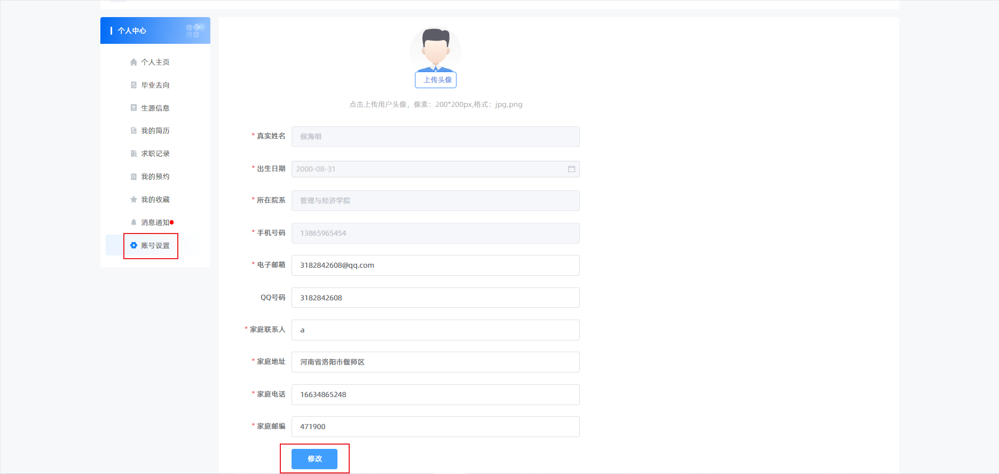 个人中心
个人主页
毕业去向
生源信息
我的简历
求职记录
我的预约
我的收藏
消息通知
账号设置
上传头像
点击上传用户头像，像素：200*200px,格式：jpg,png
* 真实姓名 侯海明
* 出生日期 2000-08-31
* 所在院系 管理与经济学院
* 手机号码 13865965454
* 电子邮箱 3182842608@qq.com
QQ号码 3182842608
* 家庭联系人 a
* 家庭地址 河南省洛阳市偃师区
* 家庭电话 16634865248
* 家庭邮编 471900
修改